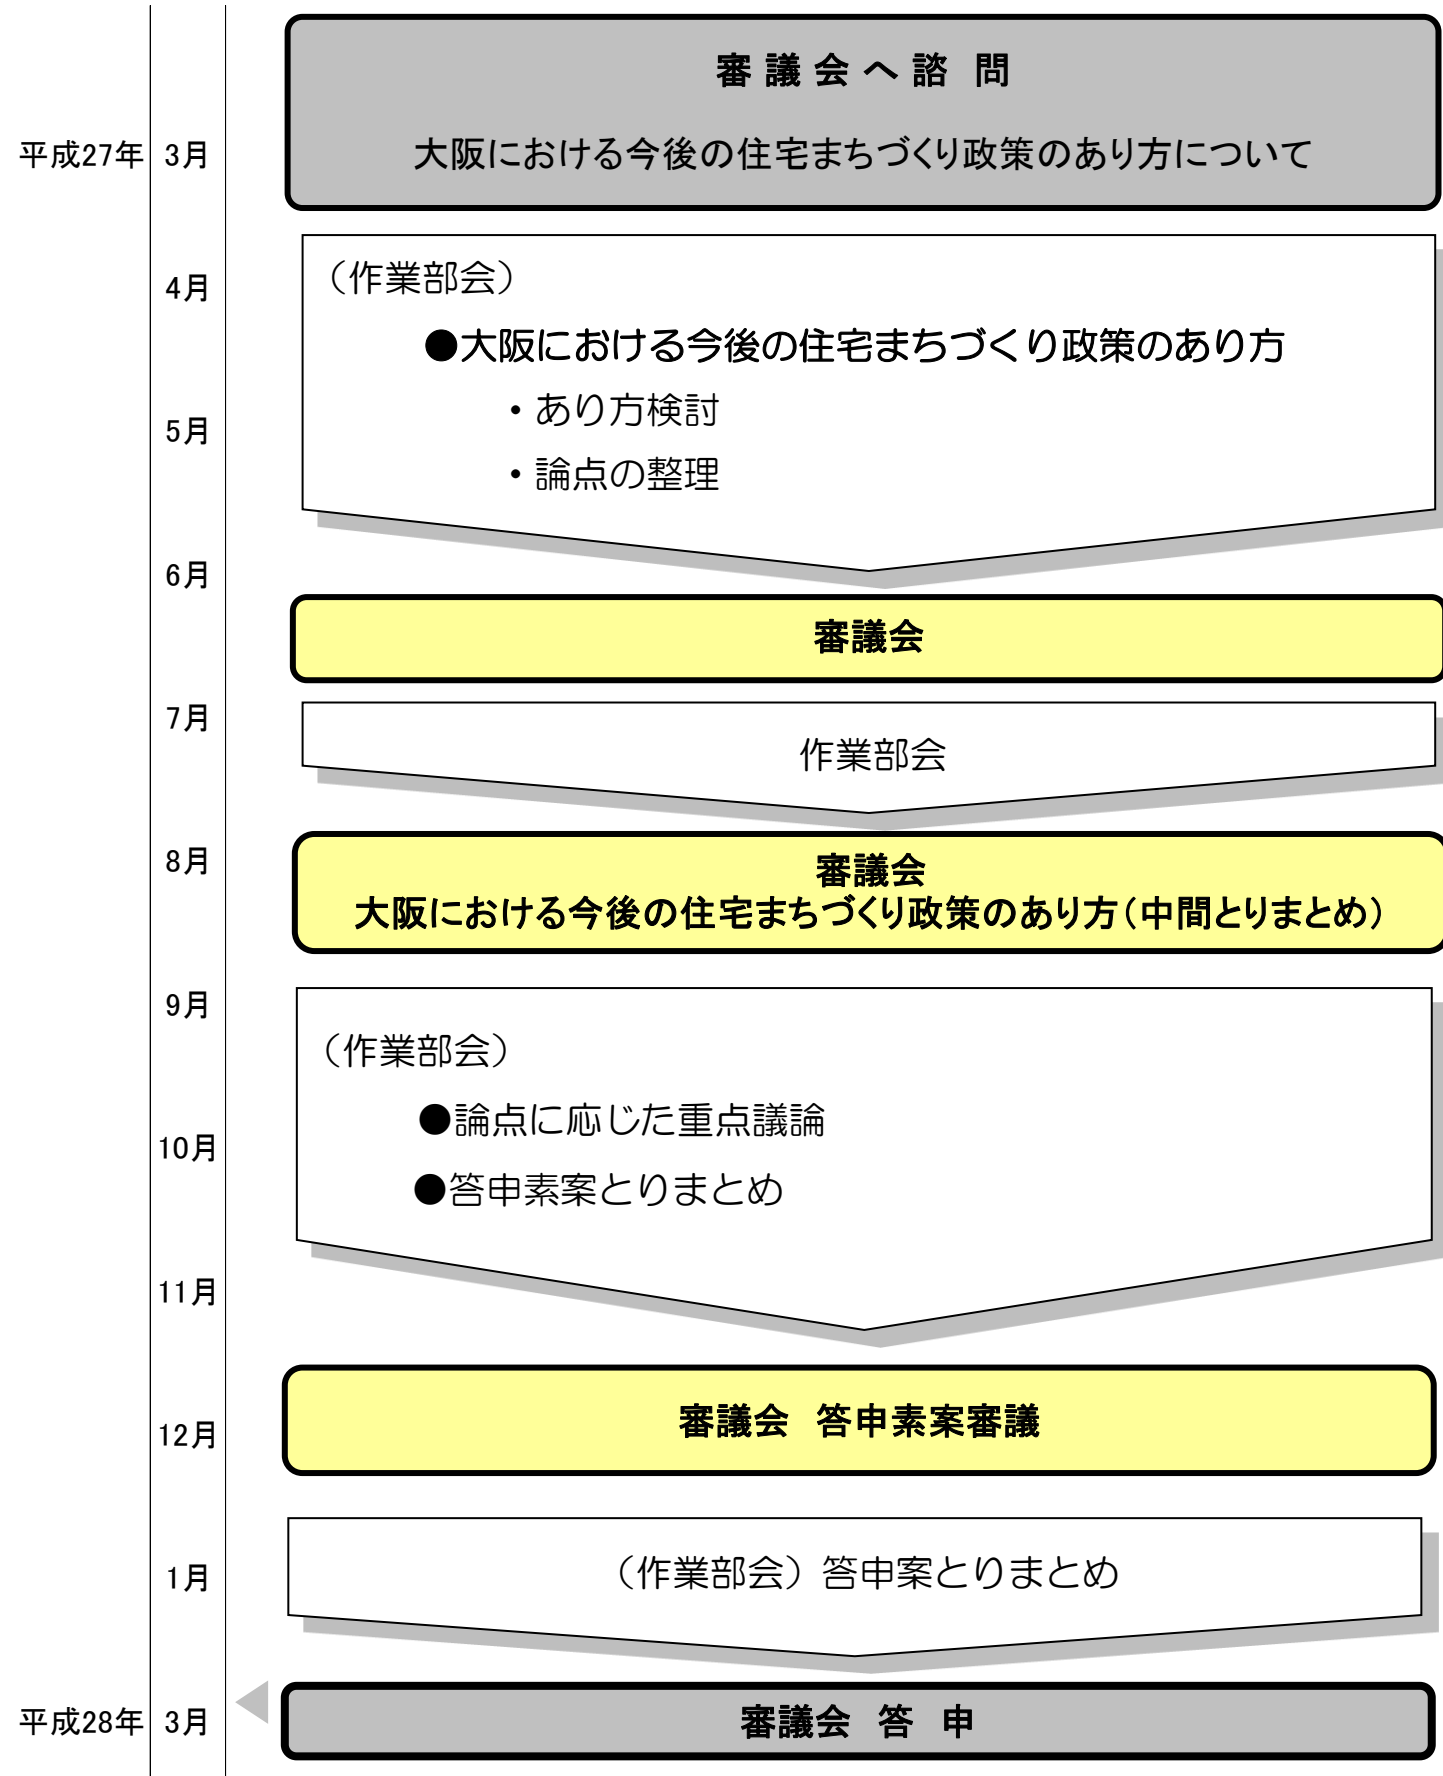 審議会へ諮問
平成27年 3月 大阪における今後の住宅まちづくり政策のあり方について
4月 （作業部会）
●大阪における今後の住宅まちづくり政策のあり方
・あり方検討
5月
・論点の整理
6月
審議会
7月
作業部会
8月 審議会
大阪における今後の住宅まちづくり政策のあり方（中間とりまとめ）
9月
（作業部会）
●論点に応じた重点議論
10月
●答申素案とりまとめ
11月
審議会　答申素案審議
12月
1月 （作業部会）答申案とりまとめ
平成28年 3月 審議会　答　申